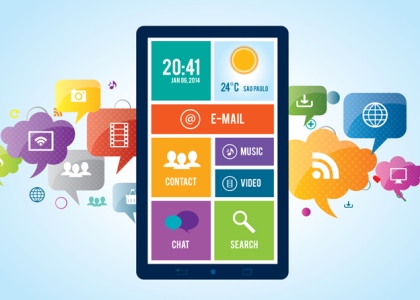 20:41
JAN 06, 2014
24°C SAO PAULO
@ E-MAIL
CONTACT
MUSIC
VIDEO
CHAT
SEARCH